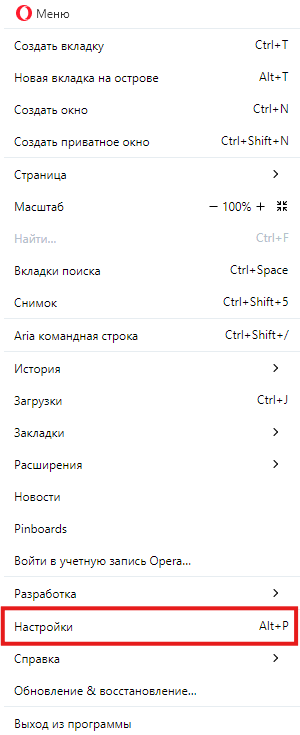 Меню
Создать вкладку Ctrl+T
Новая вкладка на острове Alt+T
Создать окно Ctrl+N
Создать приватное окно Ctrl+Shift+N
Страница
Масштаб − 100% +
Найти... Ctrl+F
Вкладки поиска Ctrl+Space
Снимок Ctrl+Shift+5
Aria командная строка Ctrl+Shift+/
История
Загрузки Ctrl+J
Закладки
Расширения
Новости
Pinboards
Войти в учетную запись Opera...
Разработка
Настройки Alt+P
Справка
Обновление & восстановление...
Выход из программы